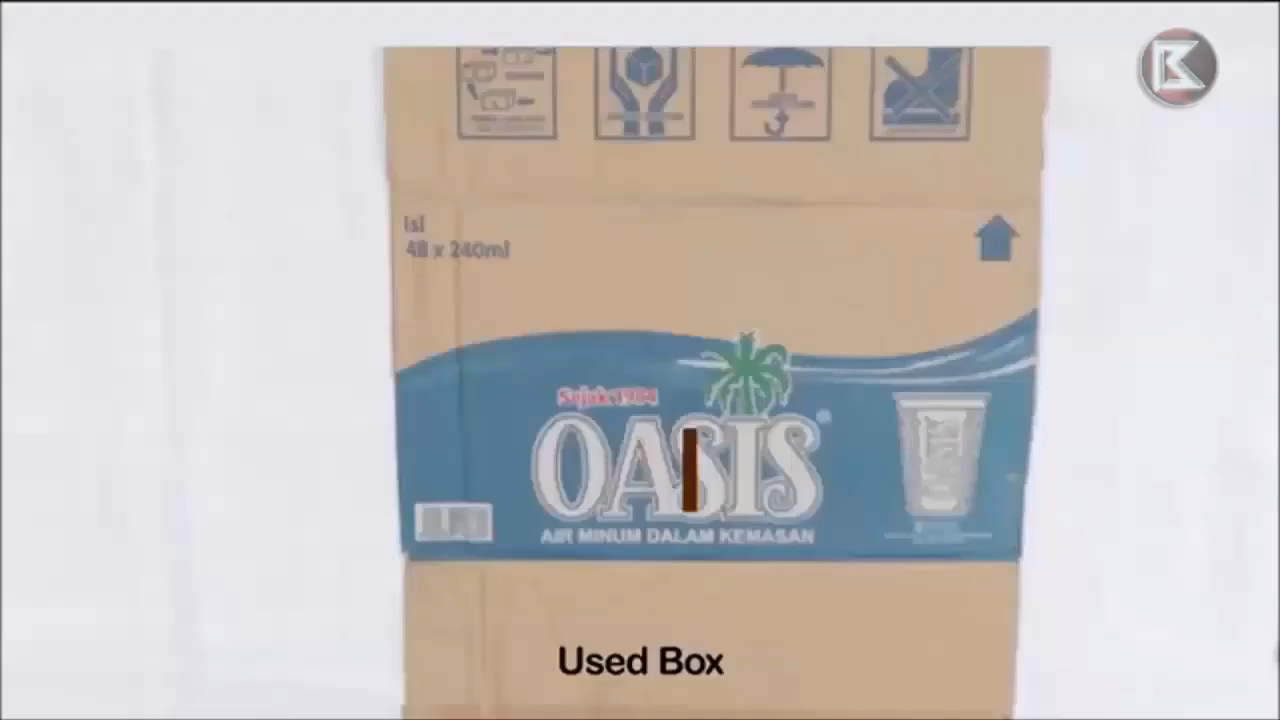 Isi
48 x 240ml
Sejak 1984
OASIS
AIR MINUM DALAM KEMASAN
Used Box